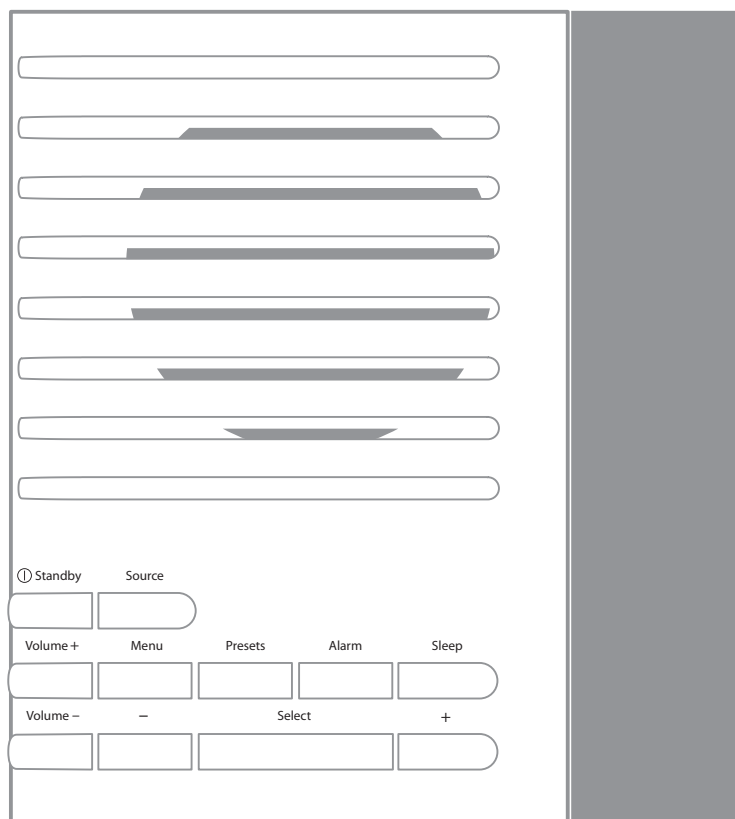 Standby Source
Volume + Menu Presets Alarm Sleep
Volume – – Select +